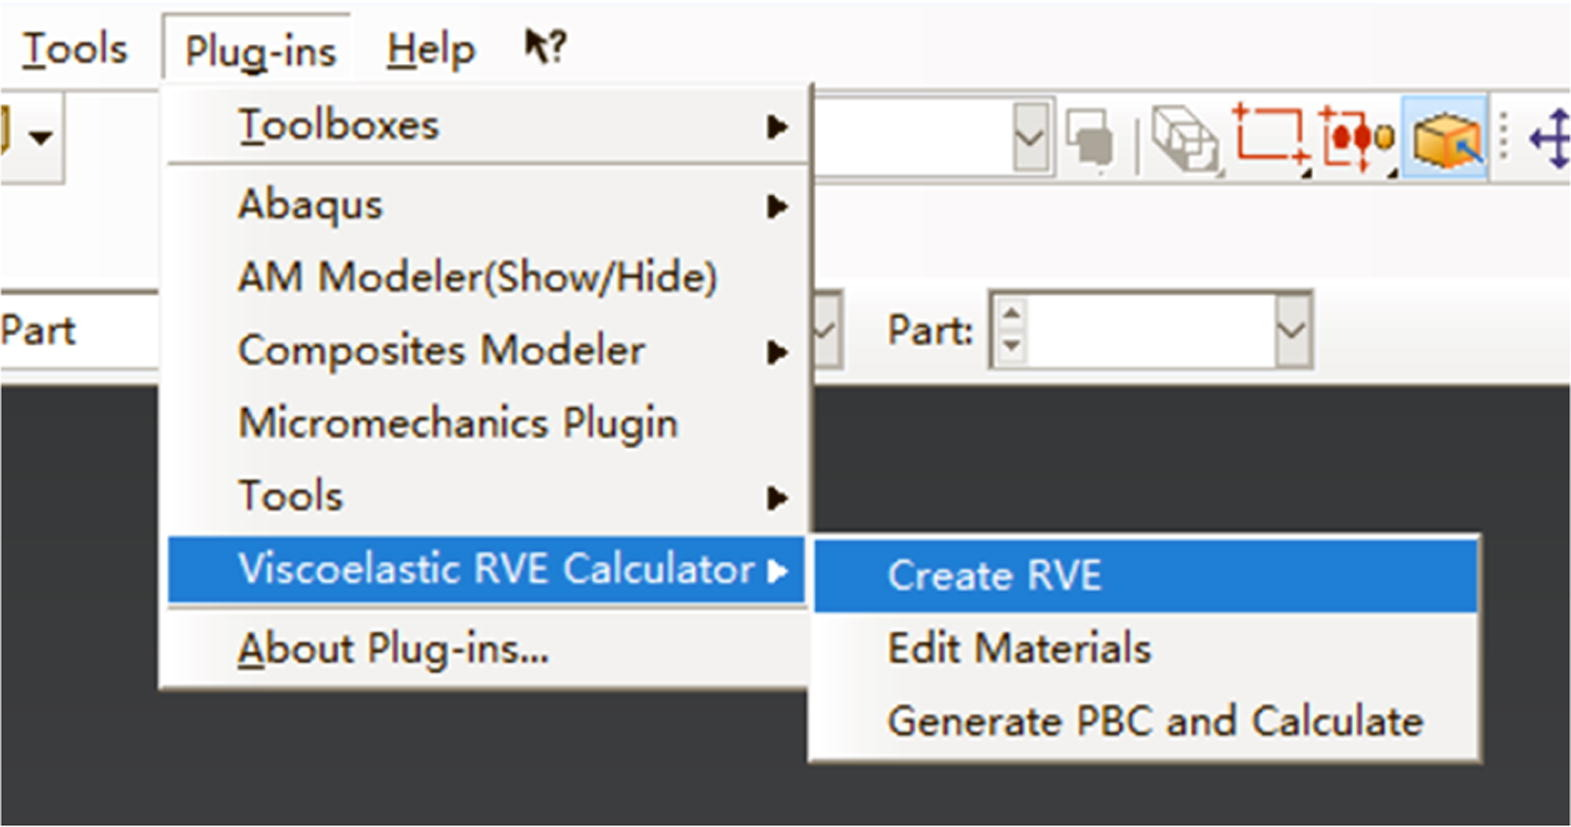 Tools Plug-ins Help ?
Toolboxes
Abaqus
AM Modeler(Show/Hide)
Part Composites Modeler Part:
Micromechanics Plugin
Tools
Viscoelastic RVE Calculator Create RVE
About Plug-ins... Edit Materials
Generate PBC and Calculate